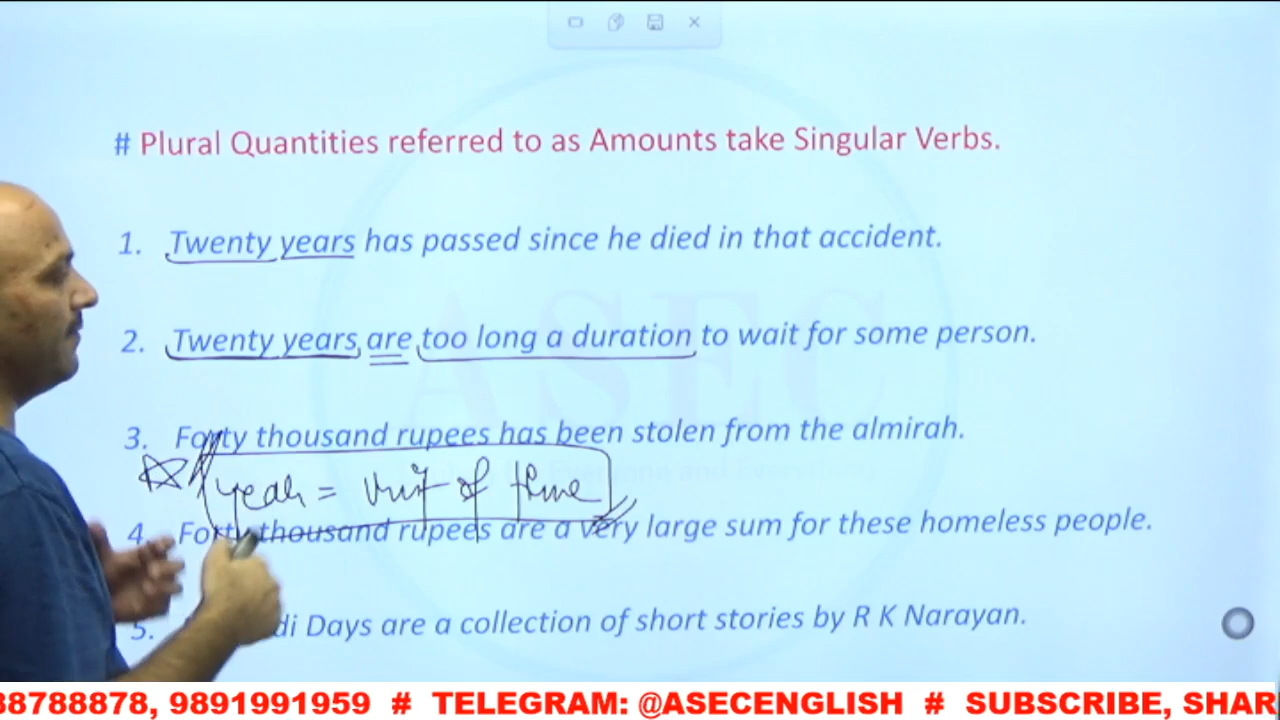 # Plural Quantities referred to as Amounts take Singular Verbs.
1. Twenty years has passed since he died in that accident.
2. Twenty years are too long a duration to wait for some person.
3. Forty thousand rupees has been stolen from the almirah.
year = unit of time
4. Forty thousand rupees are a very large sum for these homeless people.
5. di Days are a collection of short stories by R K Narayan.
ASEC
88788878, 9891991959 # TELEGRAM: @ASECENGLISH # SUBSCRIBE, SHAR